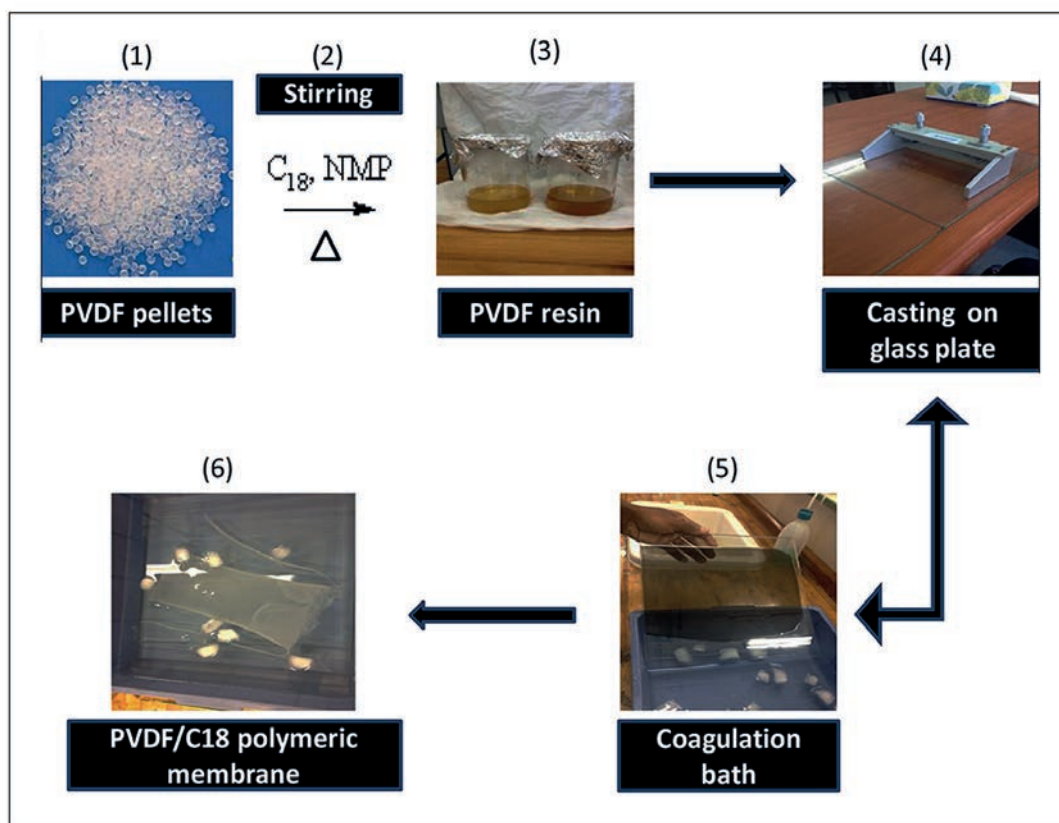 (1)
(2)
Stirring
C₁₈, NMP
Δ
(3)
(4)
PVDF pellets
PVDF resin
Casting on
glass plate
(6)
(5)
PVDF/C18 polymeric
membrane
Coagulation
bath